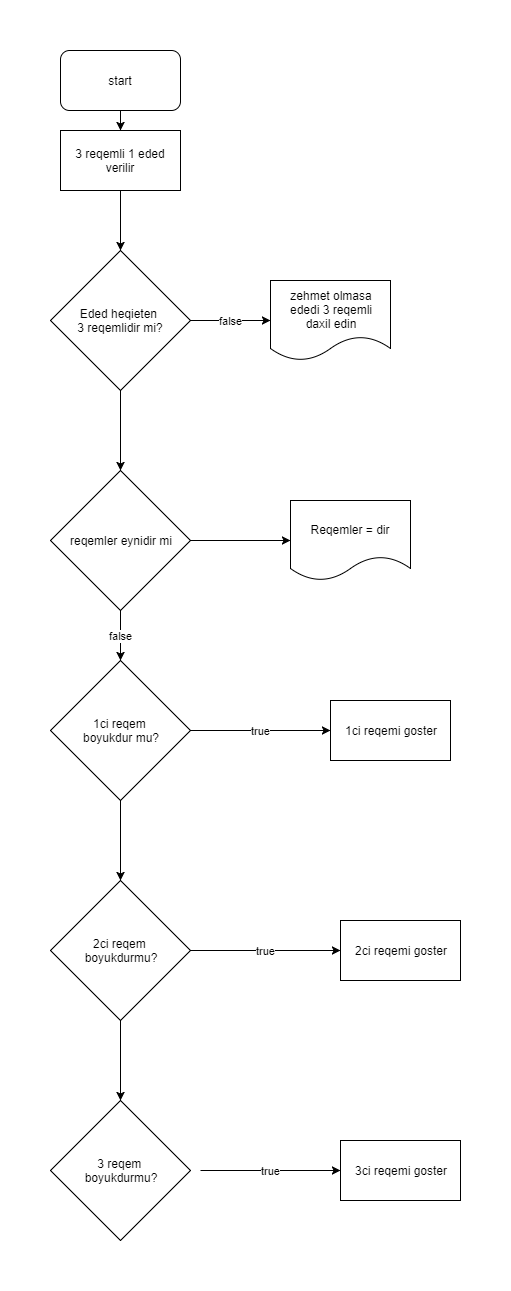 start
3 reqemli 1 eded
verilir
Eded heqieten
3 reqemlidir mi?
false
zehmet olmasa
ededi 3 reqemli
daxil edin
reqemler eynidir mi
Reqemler = dir
false
1ci reqem
boyukdur mu?
true
1ci reqemi goster
2ci reqem
boyukdurmu?
true
2ci reqemi goster
3 reqem
boyukdurmu?
true
3ci reqemi goster